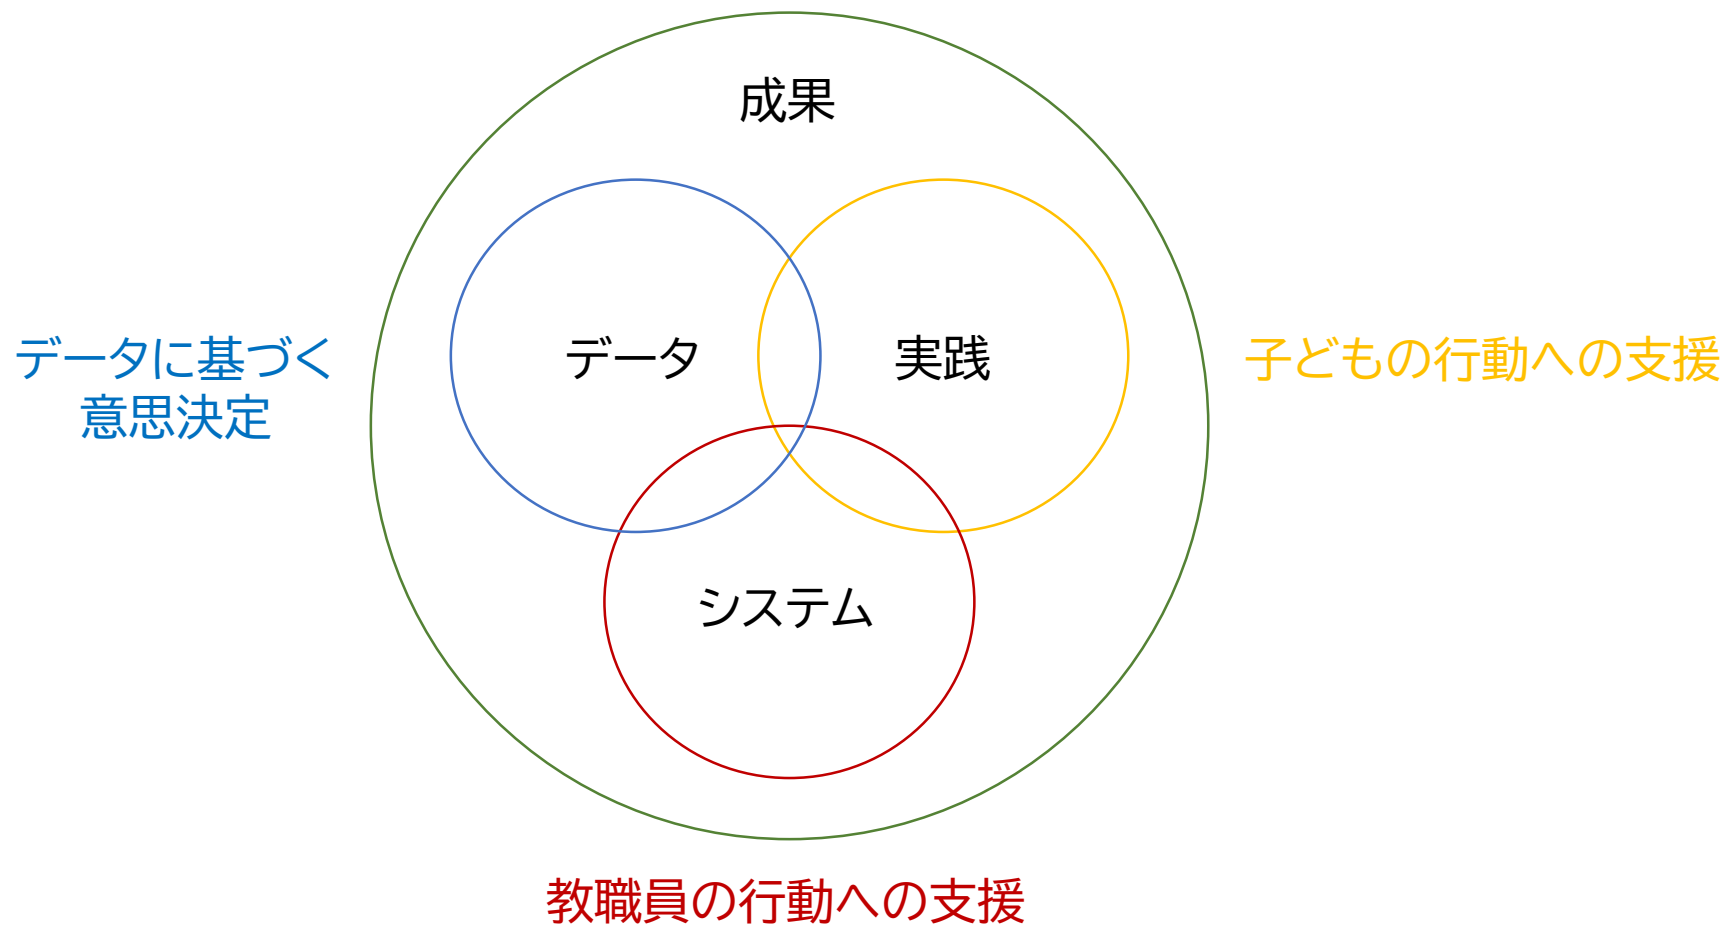 成果
データ
実践
データに基づく
意思決定
子どもの行動への支援
システム
教職員の行動への支援